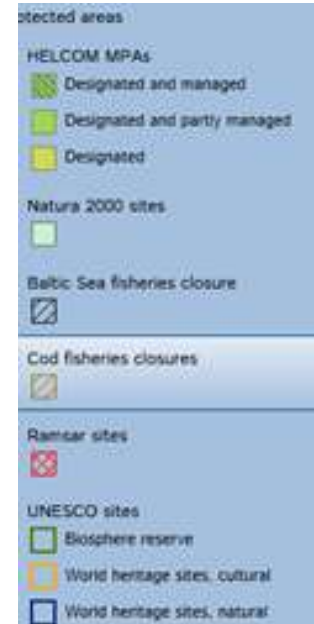 otected areas
HELCOM MPAs
Designated and managed
Designated and partly managed
Designated
Natura 2000 sites
Baltic Sea fisheries closure
Cod fisheries closures
Ramsar sites
UNESCO sites
Biosphere reserve
World heritage sites, cultural
World heritage sites, natural